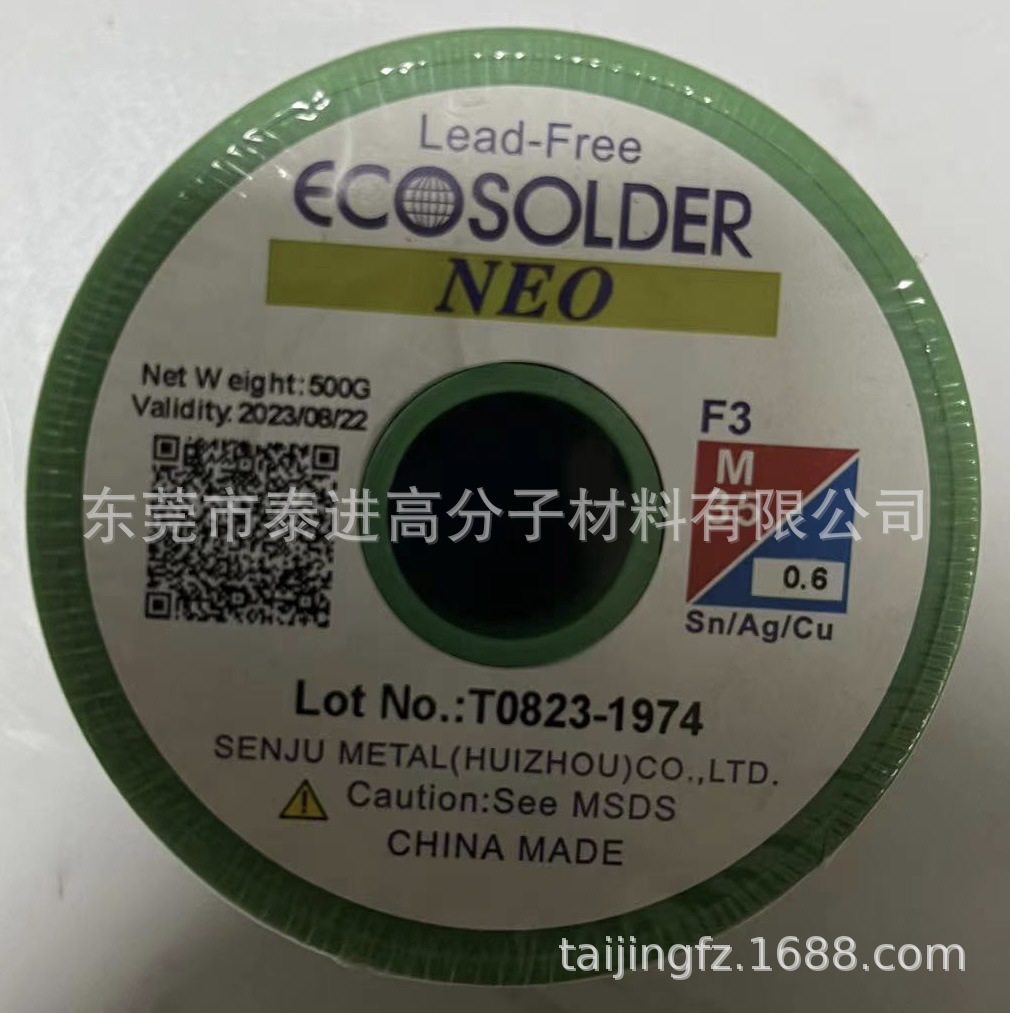 Lead-Free
ECOSOLDER
NEO
Net Weight:500G
Validity:2023/08/22
F3
M
35
0.6
Sn/Ag/Cu
东莞市泰进高分子材料有限公司
Lot No.:T0823-1974
SENJU METAL(HUIZHOU)CO.,LTD.
Caution:See MSDS
CHINA MADE
taijingfz.1688.com